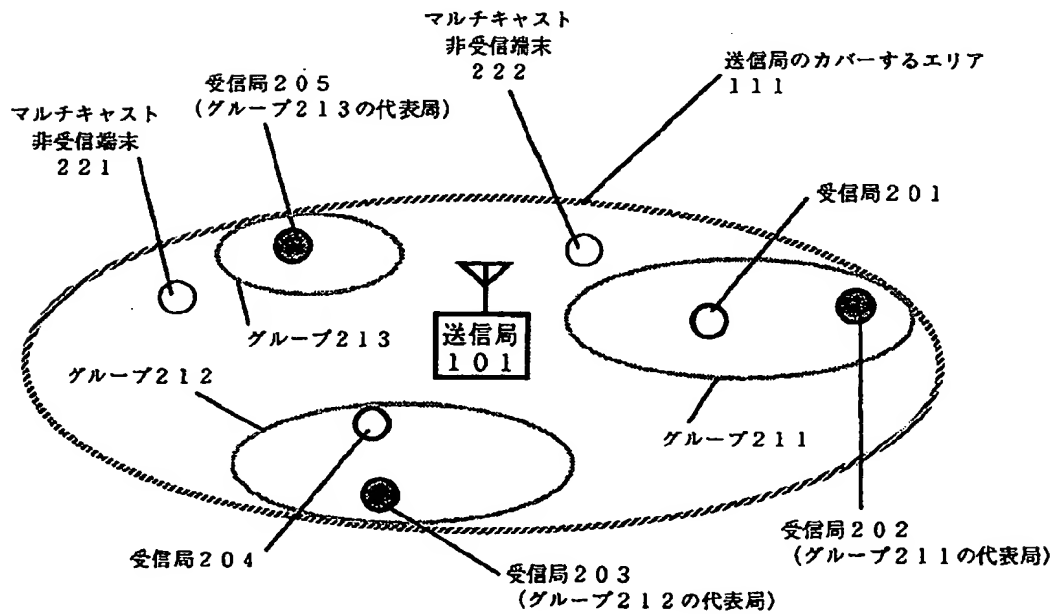 マルチキャスト
非受信端末
222
送信局のカバーするエリア
111
受信局205
(グループ213の代表局)
マルチキャスト
非受信端末
221
受信局201
グループ213
送信局
101
グループ212
グループ211
受信局204
受信局203
(グループ212の代表局)
受信局202
(グループ211の代表局)